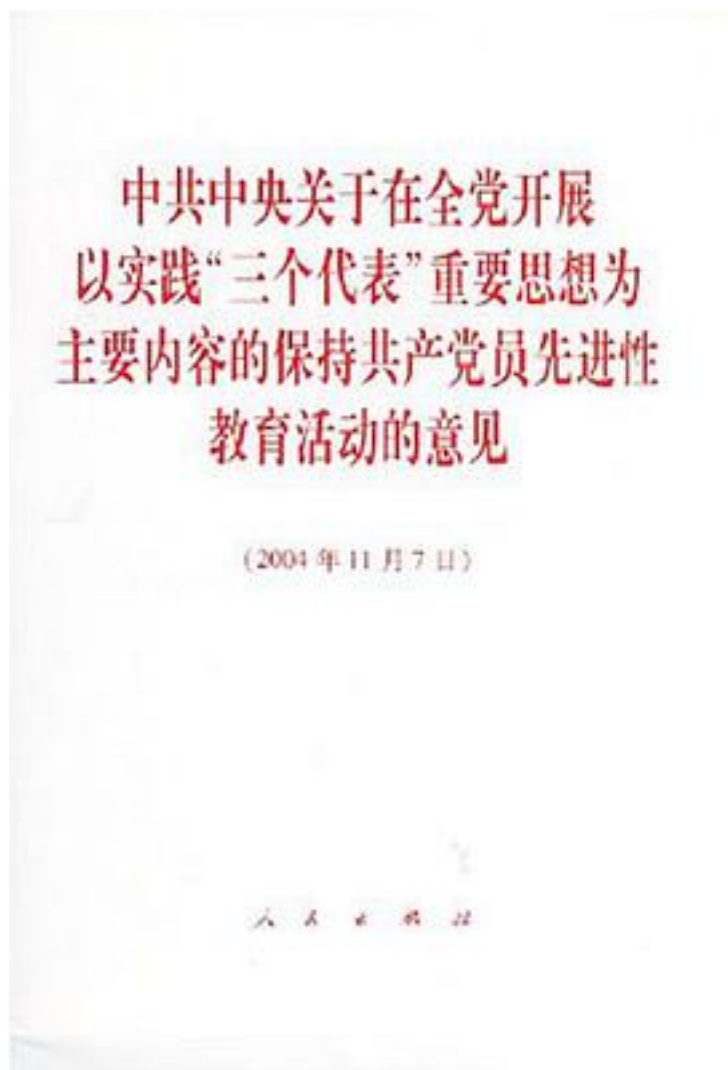 中共中央关于在全党开展
以实践“三个代表”重要思想为
主要内容的保持共产党员先进性
教育活动的意见
(2004年11月7日)
人民出版社